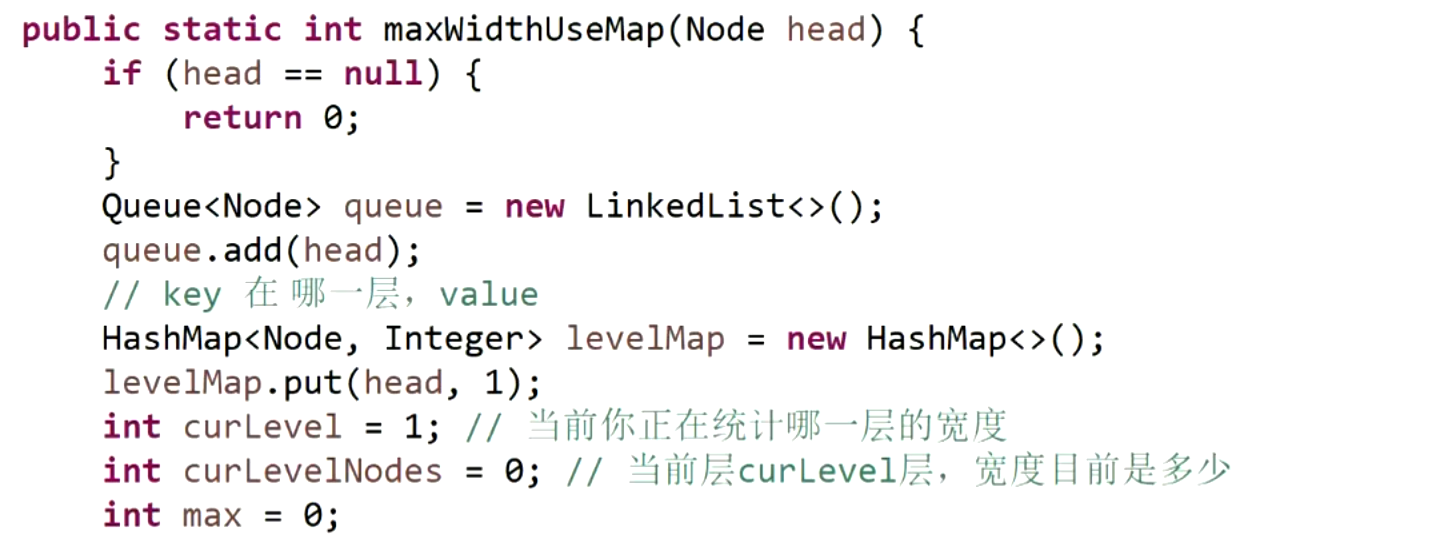 public static int maxWidthUseMap(Node head) {
    if (head == null) {
        return 0;
    }
    Queue<Node> queue = new LinkedList<>();
    queue.add(head);
    // key 在 哪一层，value
    HashMap<Node, Integer> levelMap = new HashMap<>();
    levelMap.put(head, 1);
    int curLevel = 1; // 当前你正在统计哪一层的宽度
    int curLevelNodes = 0; // 当前层curLevel层，宽度目前是多少
    int max = 0;